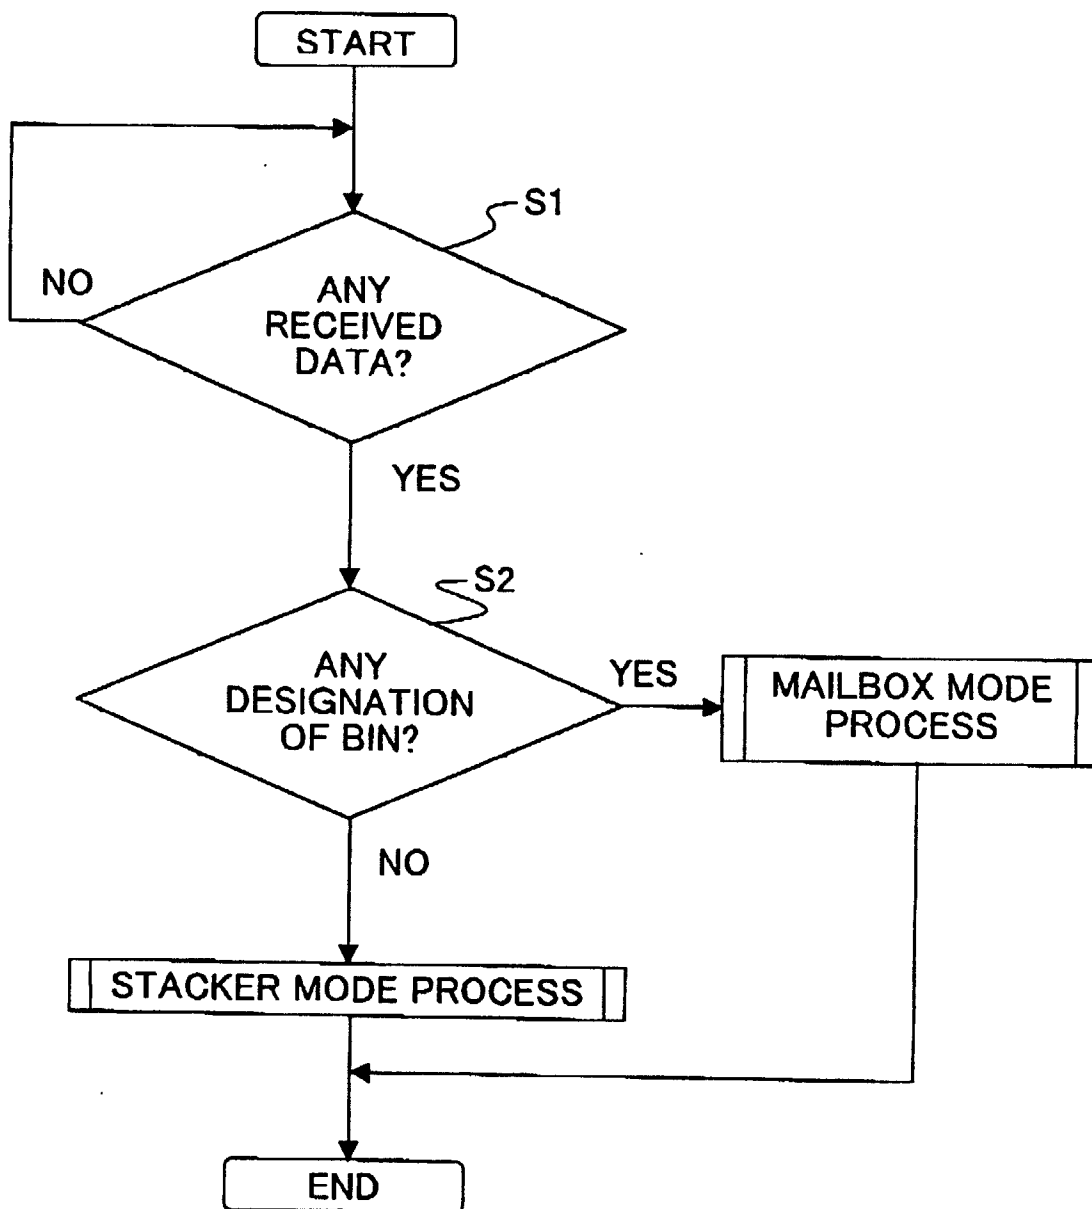 START
S1
NO
ANY
RECEIVED
DATA?
YES
S2
ANY
DESIGNATION
OF BIN?
YES
MAILBOX MODE
PROCESS
NO
STACKER MODE PROCESS
END